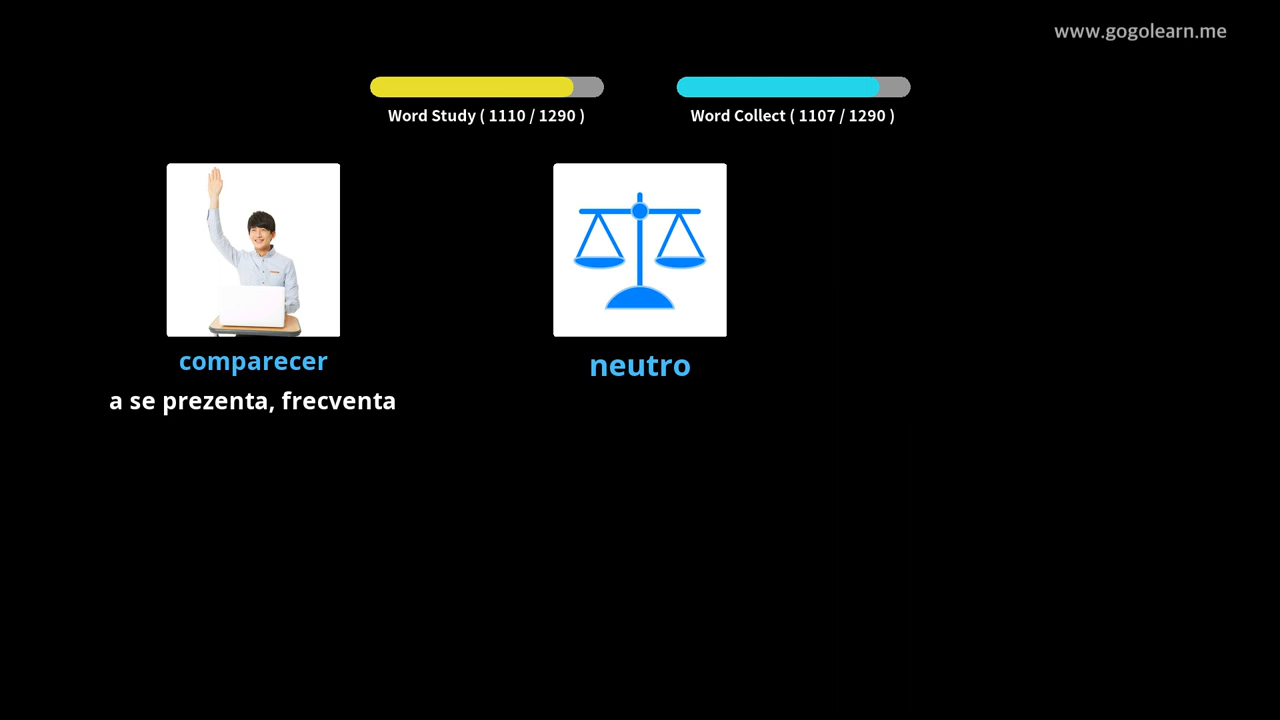 www.gogolearn.me
Word Study ( 1110 / 1290 )
Word Collect ( 1107 / 1290 )
comparecer
a se prezenta, frecventa
neutro